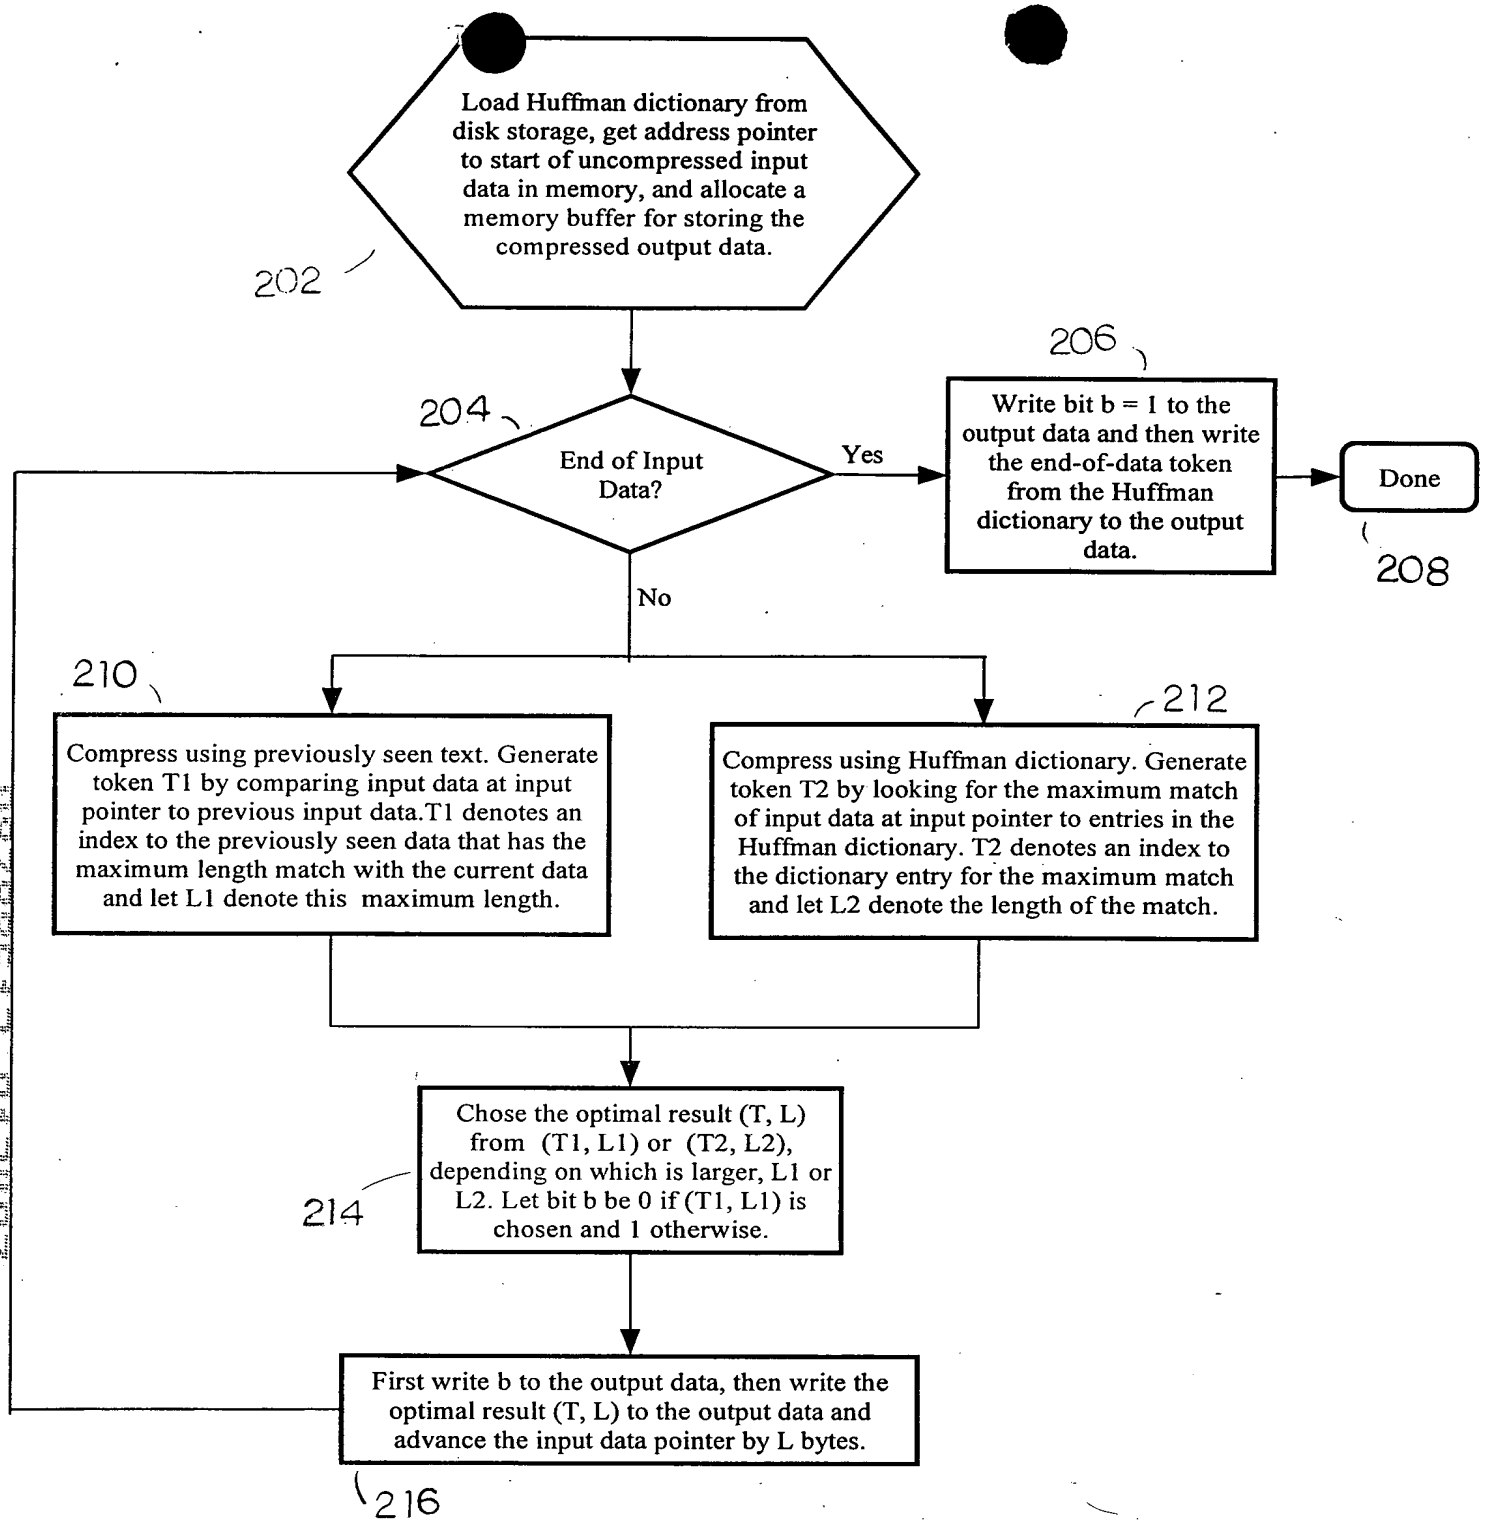 Load Huffman dictionary from
disk storage, get address pointer
to start of uncompressed input
data in memory, and allocate a
memory buffer for storing the
compressed output data.
202
204
End of Input
Data?
Yes
206
Write bit b = 1 to the
output data and then write
the end-of-data token
from the Huffman
dictionary to the output
data.
Done
208
No
210
Compress using previously seen text. Generate
token T1 by comparing input data at input
pointer to previous input data.T1 denotes an
index to the previously seen data that has the
maximum length match with the current data
and let L1 denote this maximum length.
212
Compress using Huffman dictionary. Generate
token T2 by looking for the maximum match
of input data at input pointer to entries in the
Huffman dictionary. T2 denotes an index to
the dictionary entry for the maximum match
and let L2 denote the length of the match.
Chose the optimal result (T, L)
from (T1, L1) or (T2, L2),
depending on which is larger, L1 or
L2. Let bit b be 0 if (T1, L1) is
chosen and 1 otherwise.
214
First write b to the output data, then write the
optimal result (T, L) to the output data and
advance the input data pointer by L bytes.
216